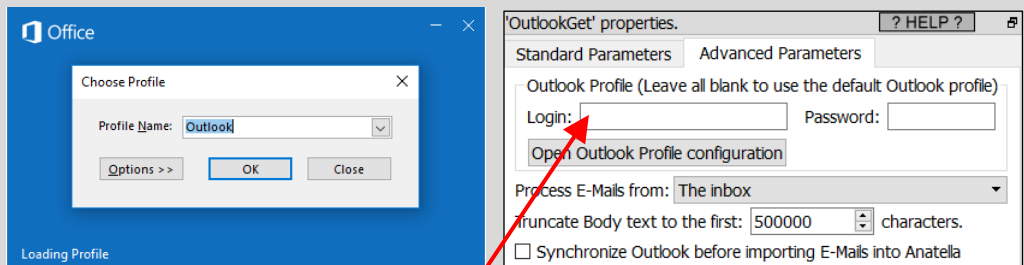 Office
Choose Profile
Profile Name: Outlook
Options >> OK Close
Loading Profile
'OutlookGet' properties. ? HELP ?
Standard Parameters Advanced Parameters
Outlook Profile (Leave all blank to use the default Outlook profile)
Login: Password:
Open Outlook Profile configuration
Process E-Mails from: The inbox
Truncate Body text to the first: 500000 characters.
Synchronize Outlook before importing E-Mails into Anatella